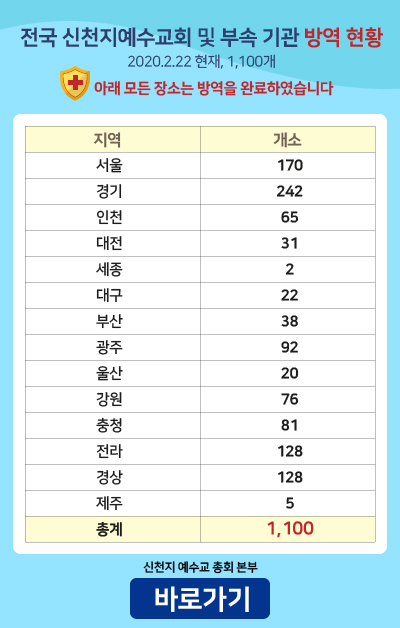 전국 신천지예수교회 및 부속 기관 방역 현황
2020.2.22 현재, 1,100개
아래 모든 장소는 방역을 완료하였습니다
지역 개소
서울 170
경기 242
인천 65
대전 31
세종 2
대구 22
부산 38
광주 92
울산 20
강원 76
충청 81
전라 128
경상 128
제주 5
총계 1,100
신천지 예수교 총회 본부
바로가기